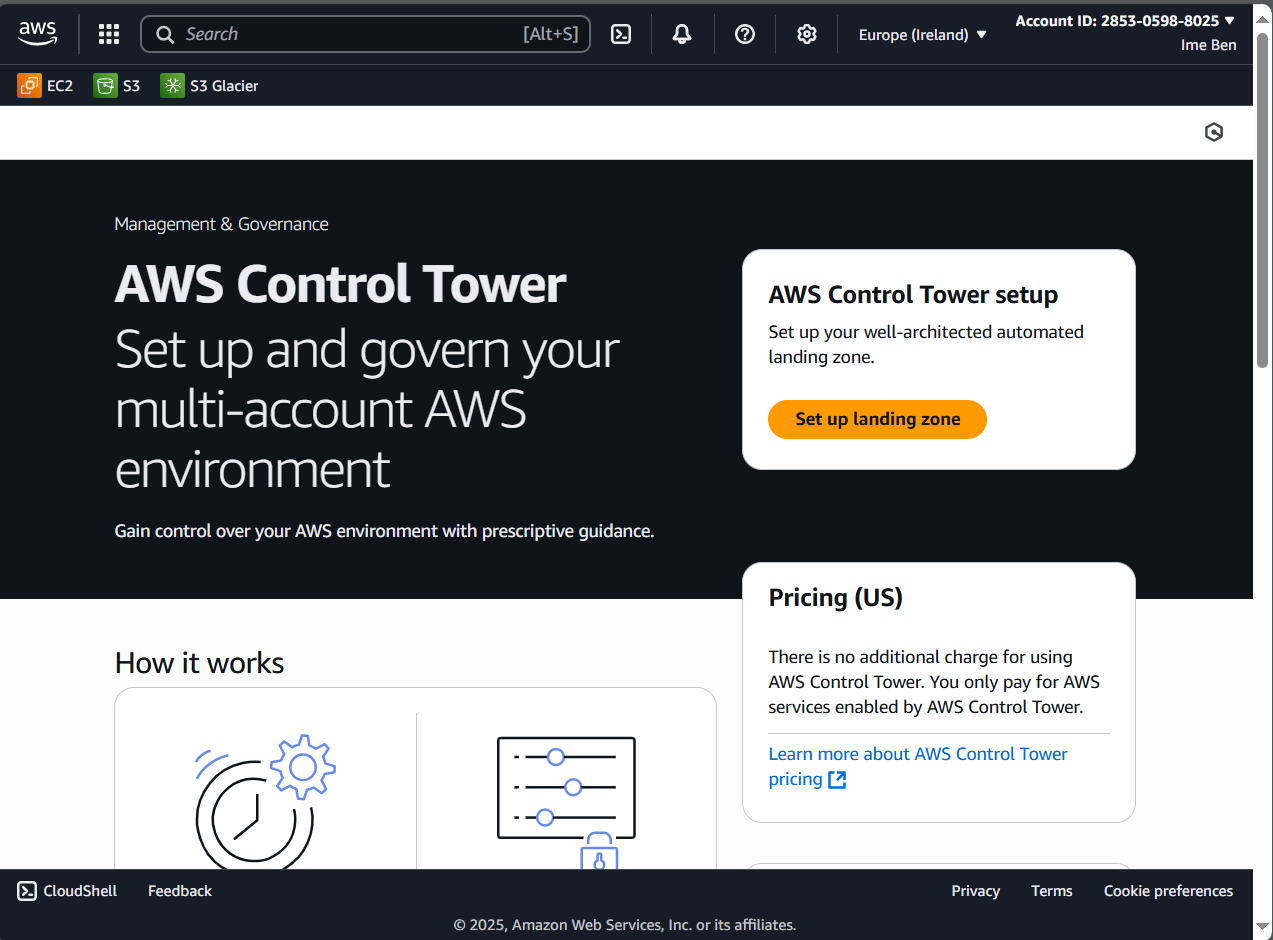 aws
Search
[Alt+S]
Europe (Ireland)
Account ID: 2853-0598-8025
Ime Ben
EC2
S3
S3 Glacier
Management & Governance
AWS Control Tower
Set up and govern your
multi-account AWS
environment
Gain control over your AWS environment with prescriptive guidance.
AWS Control Tower setup
Set up your well-architected automated
landing zone.
Set up landing zone
Pricing (US)
There is no additional charge for using
AWS Control Tower. You only pay for AWS
services enabled by AWS Control Tower.
Learn more about AWS Control Tower
pricing
How it works
CloudShell
Feedback
Privacy
Terms
Cookie preferences
© 2025, Amazon Web Services, Inc. or its affiliates.